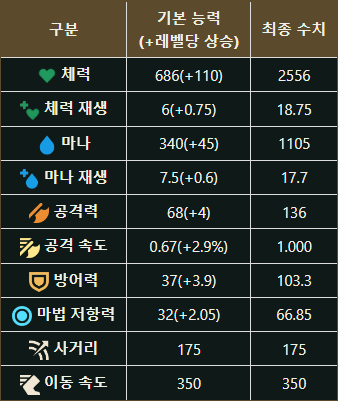 구분 기본 능력 (+레벨당 상승) 최종 수치
체력 686(+110) 2556
체력 재생 6(+0.75) 18.75
마나 340(+45) 1105
마나 재생 7.5(+0.6) 17.7
공격력 68(+4) 136
공격 속도 0.67(+2.9%) 1.000
방어력 37(+3.9) 103.3
마법 저항력 32(+2.05) 66.85
사거리 175 175
이동 속도 350 350